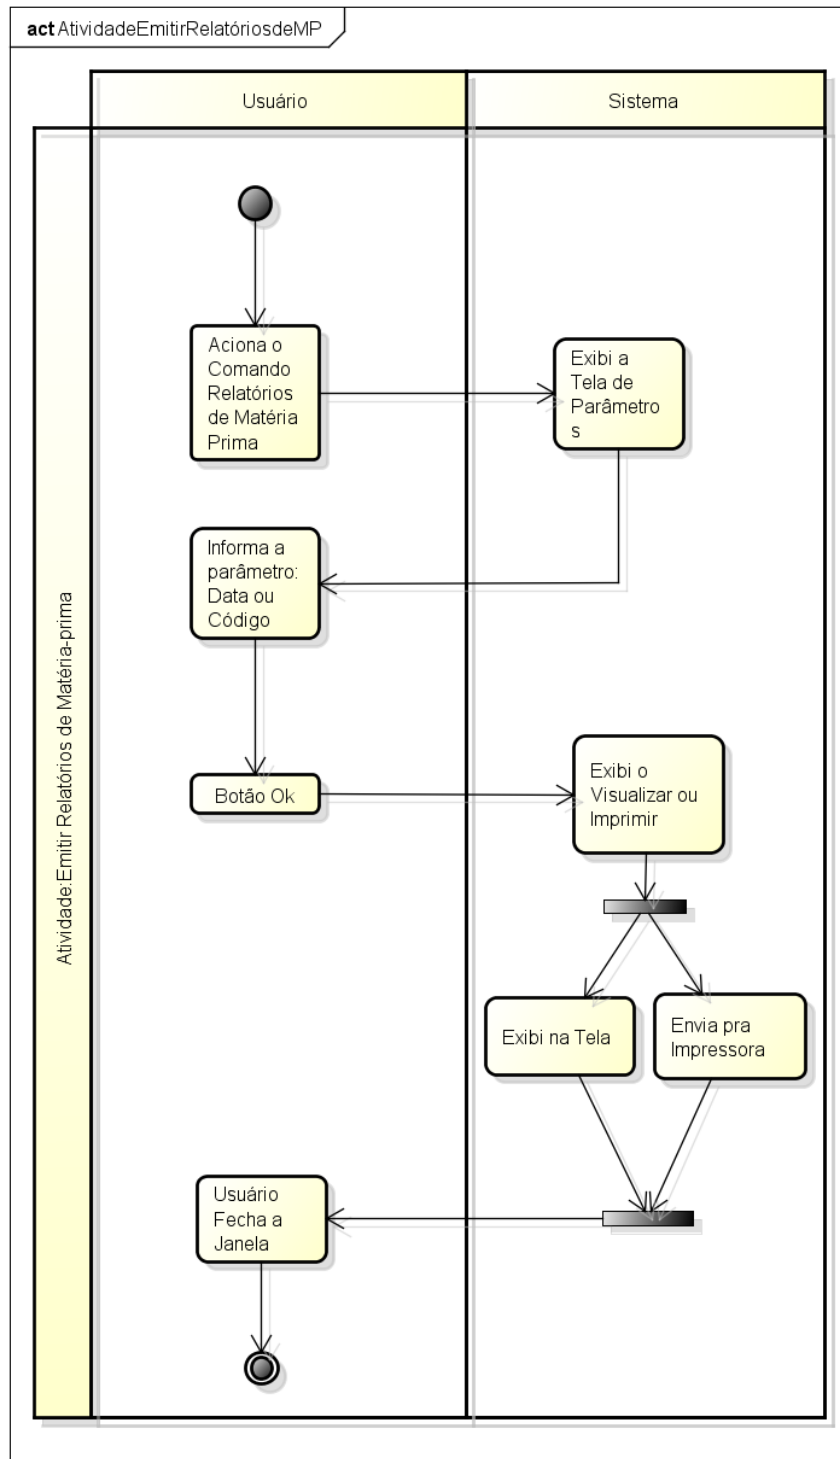 act AtividadeEmitirRelatóriosdeMP
Usuário
Sistema
Atividade:Emitir Relatórios de Matéria-prima
Aciona o
Comando
Relatórios
de Matéria
Prima
Exibi a
Tela de
Parâmetro
s
Informa a
parâmetro:
Data ou
Código
Botão Ok
Exibi o
Visualizar ou
Imprimir
Exibi na Tela
Envia pra
Impressora
Usuário
Fecha a
Janela